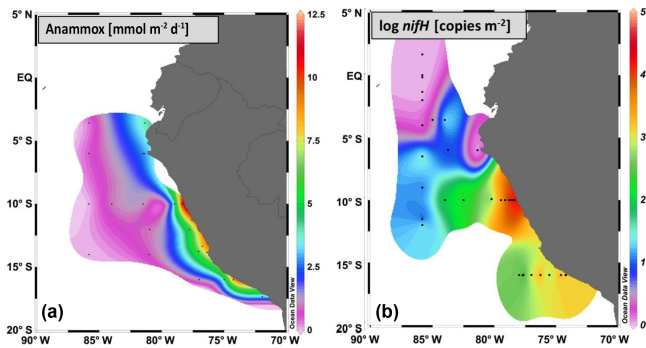 Anammox [mmol m⁻² d⁻¹]
5°N
EQ
5°S
10°S
15°S
20°S
90°W 85°W 80°W 75°W 70°W
(a)
Ocean Data View
12.5
10
7.5
5
2.5
0
log nifH [copies m⁻²]
5°N
EQ
5°S
10°S
15°S
20°S
90°W 85°W 80°W 75°W 70°W
(b)
Ocean Data View
5
4
3
2
1
0